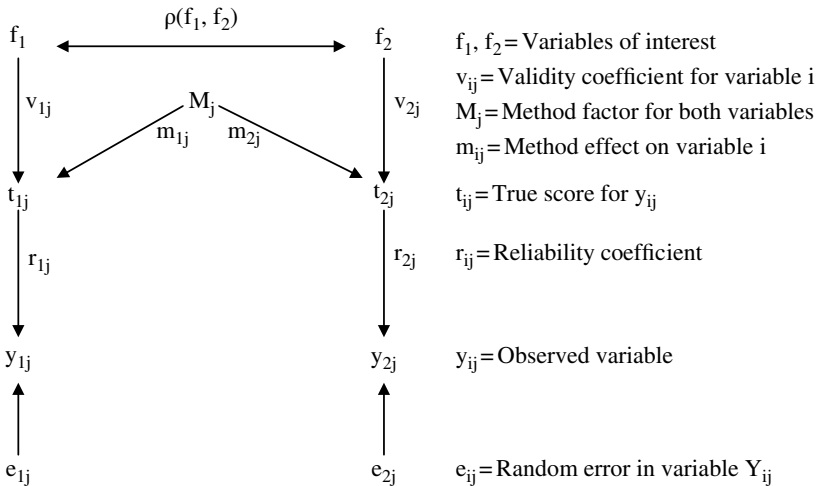 ρ(f₁, f₂)
f₁
f₂
f₁, f₂=Variables of interest
v₁ⱼ
v₂ⱼ
vᵢⱼ=Validity coefficient for variable i
Mⱼ
Mⱼ=Method factor for both variables
m₁ⱼ
m₂ⱼ
mᵢⱼ=Method effect on variable i
t₁ⱼ
t₂ⱼ
tᵢⱼ=True score for yᵢⱼ
r₁ⱼ
r₂ⱼ
rᵢⱼ=Reliability coefficient
y₁ⱼ
y₂ⱼ
yᵢⱼ=Observed variable
e₁ⱼ
e₂ⱼ
eᵢⱼ=Random error in variable Yᵢⱼ